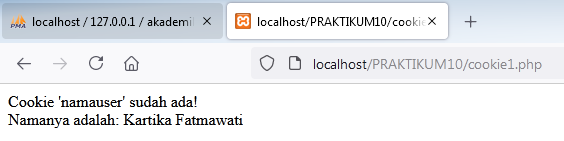 PMA localhost / 127.0.0.1 / akademi
localhost/PRAKTIKUM10/cookie
localhost/PRAKTIKUM10/cookie1.php
Cookie 'namauser' sudah ada!
Namanya adalah: Kartika Fatmawati